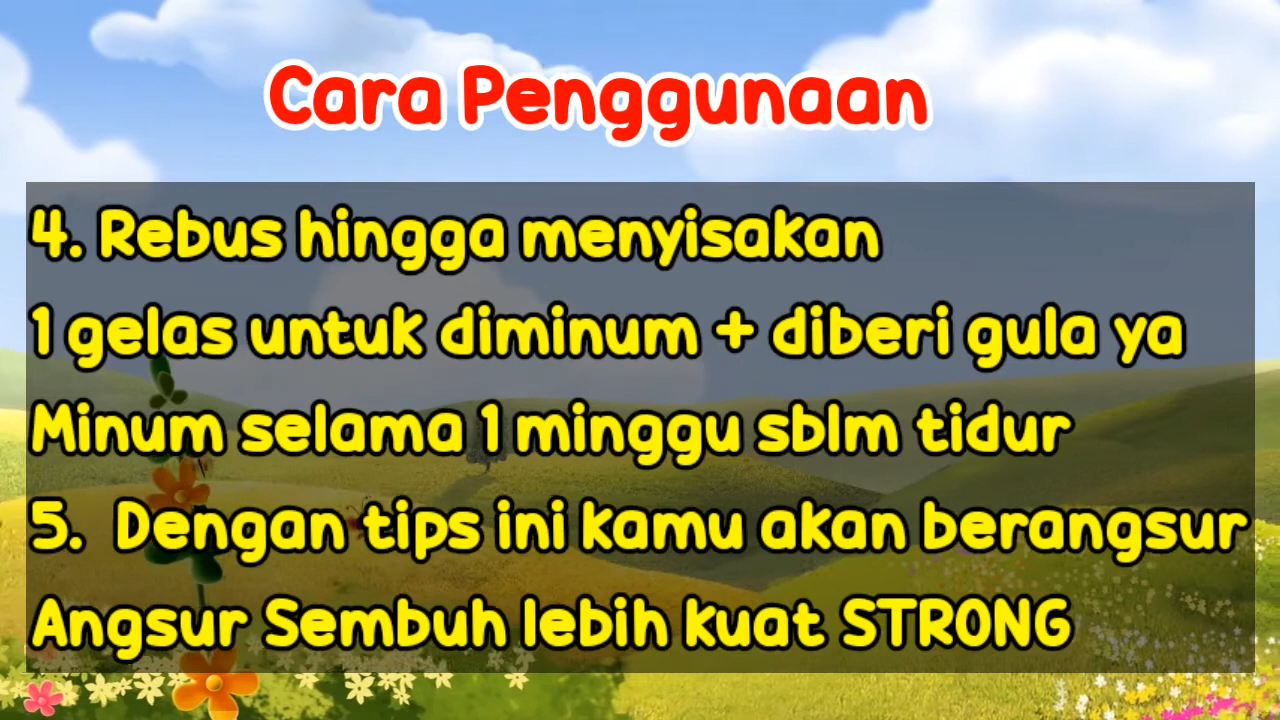 Cara Penggunaan
4. Rebus hingga menyisakan
1 gelas untuk diminum + diberi gula ya
Minum selama 1 minggu sblm tidur
5. Dengan tips ini kamu akan berangsur
Angsur Sembuh lebih kuat STRONG